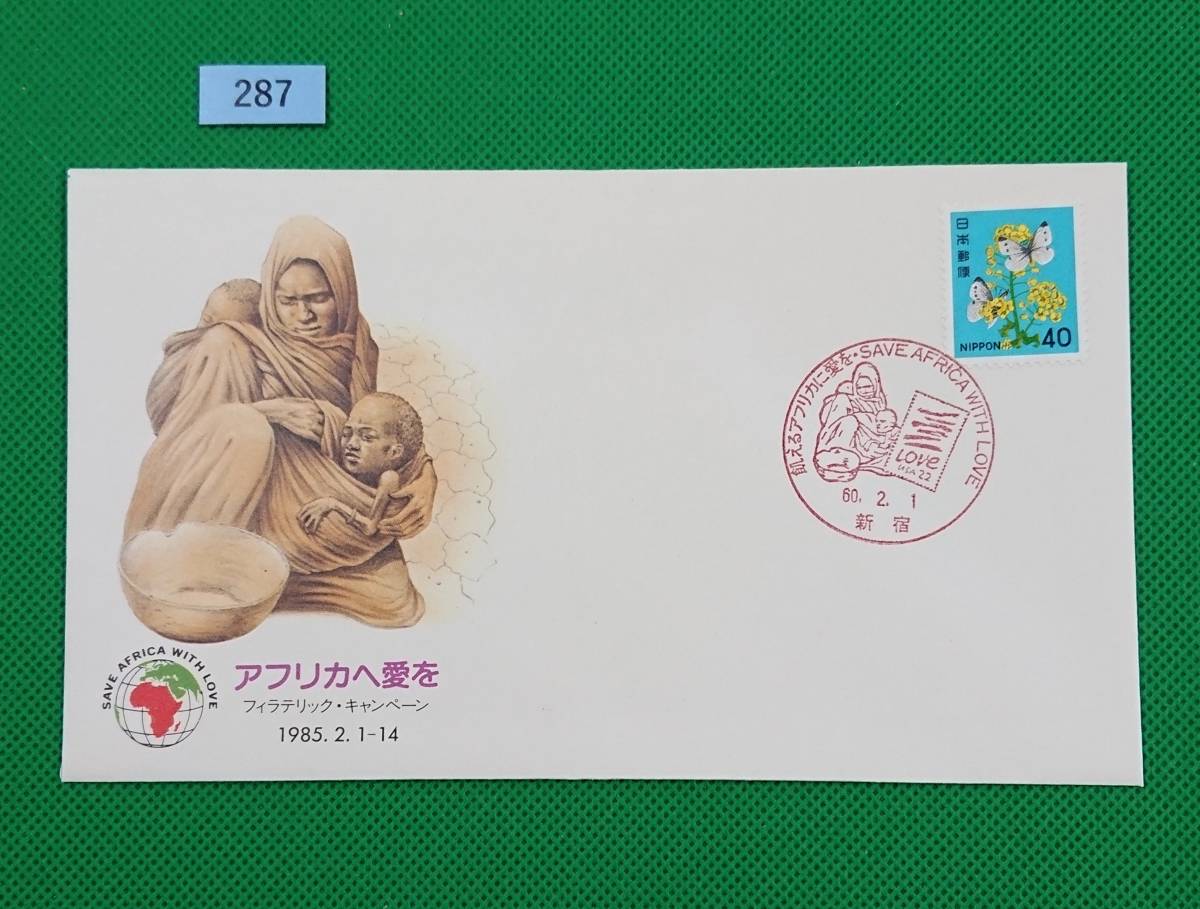 287
日本郵便
NIPPON
40
飢えるアフリカに愛を・SAVE AFRICA WITH LOVE
LOVE
USA 22
60. 2. 1
新宿
SAVE AFRICA WITH LOVE
アフリカへ愛を
フィラテリック・キャンペーン
1985. 2. 1-14